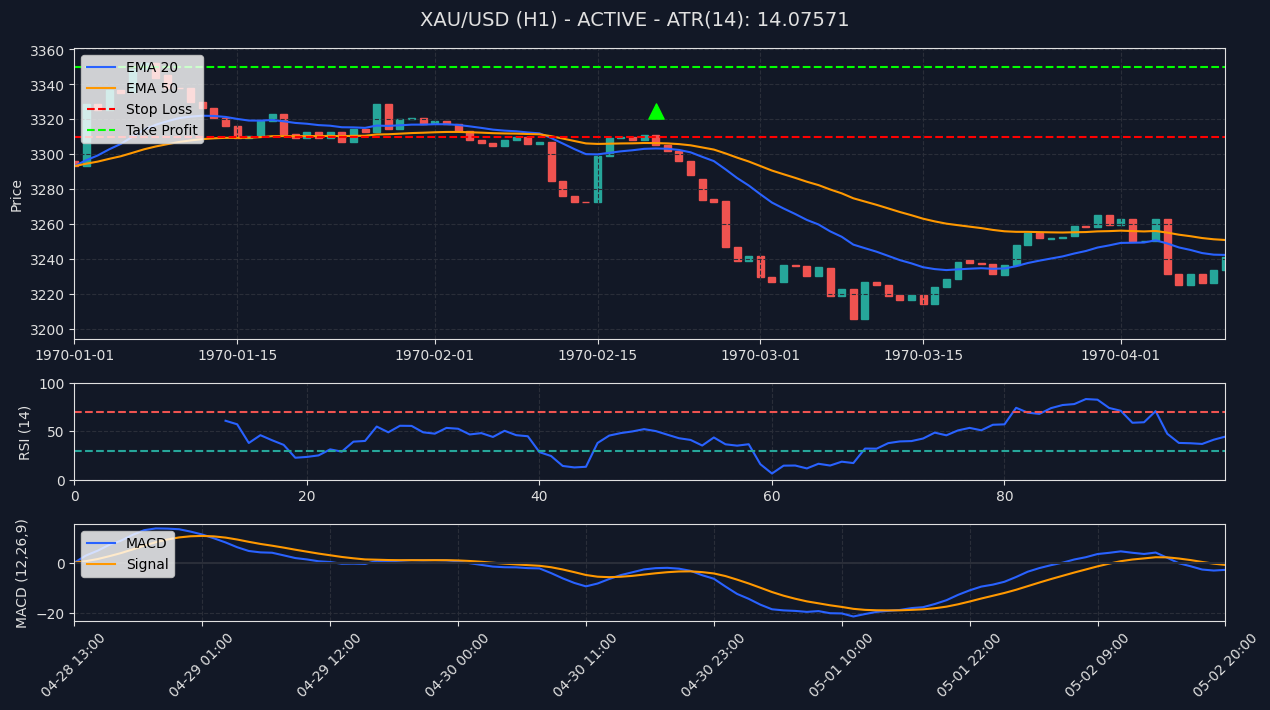 XAU/USD (H1) - ACTIVE - ATR(14): 14.07571
3360
3340
3320
3300
3280
3260
3240
3220
3200
Price
EMA 20
EMA 50
Stop Loss
Take Profit
1970-01-01 1970-01-15 1970-02-01 1970-02-15 1970-03-01 1970-03-15 1970-04-01
100
50
0
RSI (14)
0 20 40 60 80
0
−20
MACD (12,26,9)
MACD
Signal
04-28 13:00 04-29 01:00 04-29 12:00 04-30 00:00 04-30 11:00 04-30 23:00 05-01 10:00 05-01 22:00 05-02 09:00 05-02 20:00